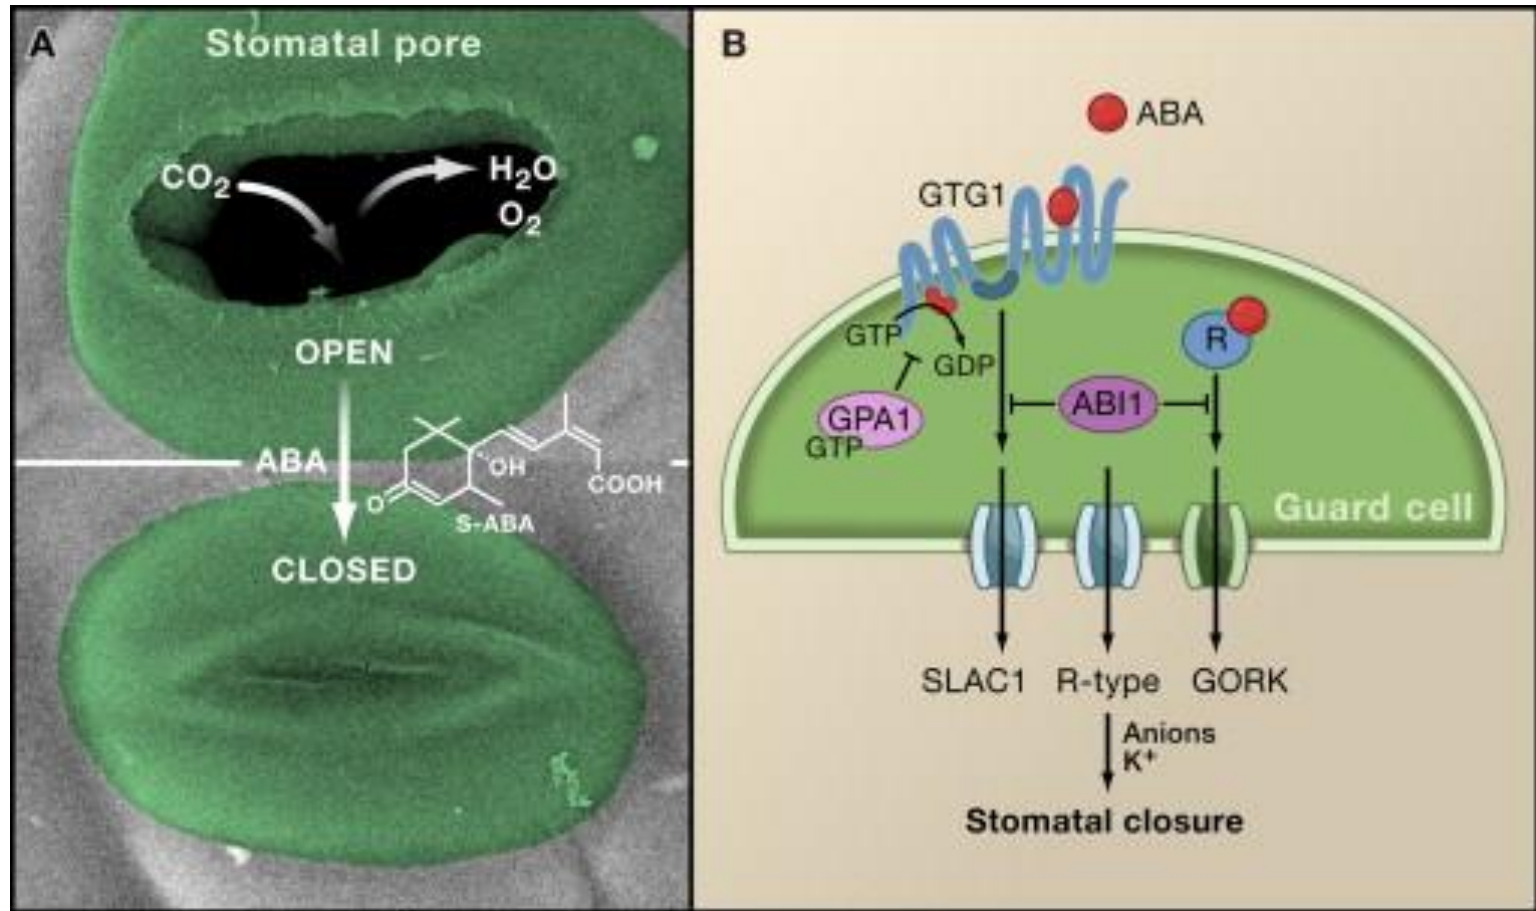 A
Stomatal pore
CO₂
H₂O
O₂
OPEN
ABA
OH
COOH
O
S-ABA
CLOSED
B
ABA
GTG1
GTP
GDP
R
GPA1
GTP
ABI1
Guard cell
SLAC1 R-type GORK
Anions
K⁺
Stomatal closure